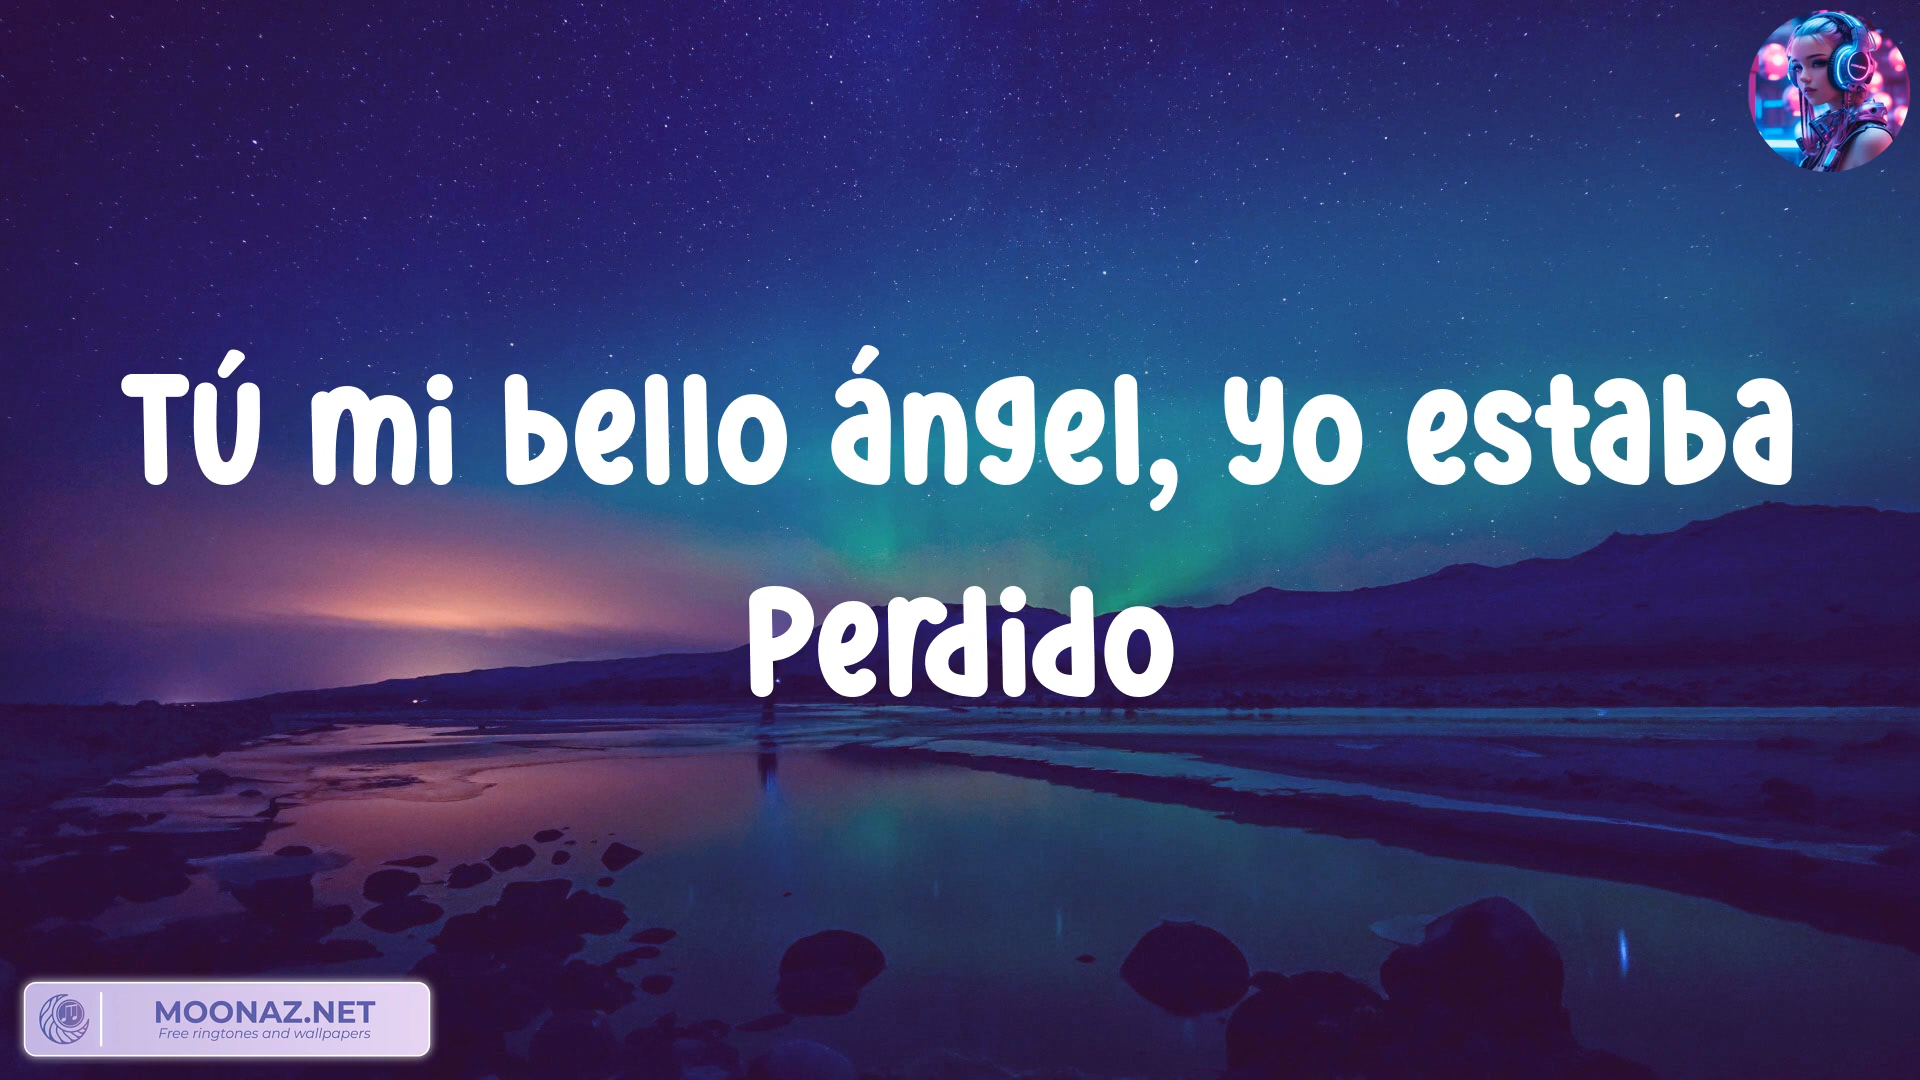 Tú mi bello ángel, yo estaba
Perdido
MOONAZ.NET
Free ringtones and wallpapers